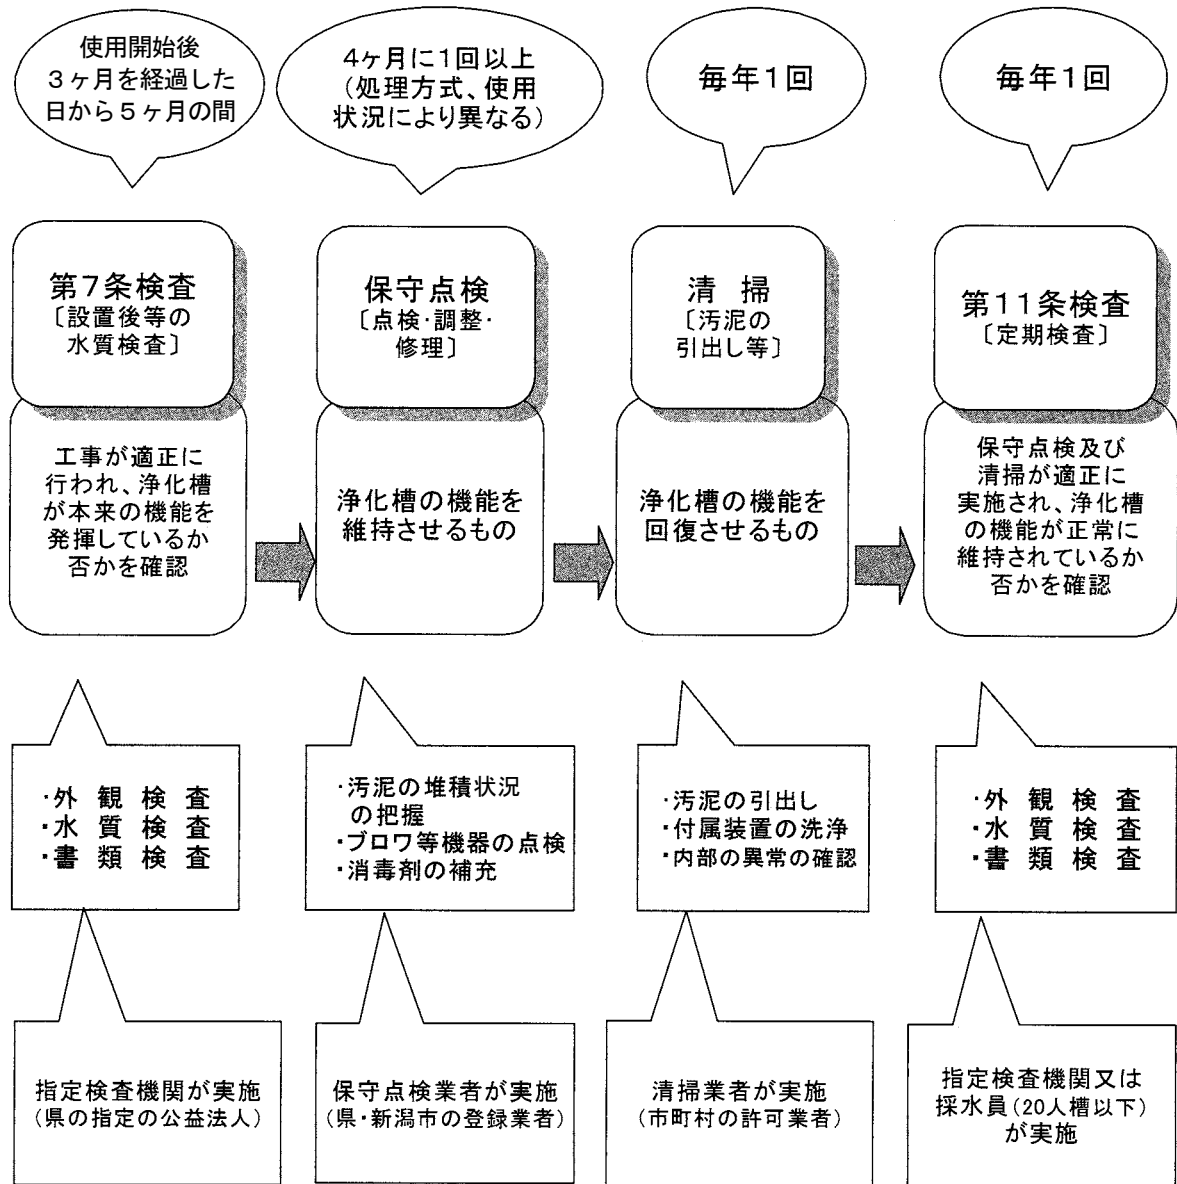 使用開始後
3ヶ月を経過した
日から5ヶ月の間
4ヶ月に1回以上
(処理方式、使用
状況により異なる)
毎年1回
毎年1回
第7条検査
〔設置後等の
水質検査〕
工事が適正に
行われ、浄化槽
が本来の機能を
発揮しているか
否かを確認
保守点検
〔点検・調整・
修理〕
浄化槽の機能を
維持させるもの
清 掃
〔汚泥の
引出し等〕
浄化槽の機能を
回復させるもの
第11条検査
〔定期検査〕
保守点検及び
清掃が適正に
実施され、浄化槽
の機能が正常に
維持されているか
否かを確認
・外 観 検 査
・水 質 検 査
・書 類 検 査
・汚泥の堆積状況
の把握
・ブロワ等機器の点検
・消毒剤の補充
・汚泥の引出し
・付属装置の洗浄
・内部の異常の確認
・外 観 検 査
・水 質 検 査
・書 類 検 査
指定検査機関が実施
(県の指定の公益法人)
保守点検業者が実施
(県・新潟市の登録業者)
清掃業者が実施
(市町村の許可業者)
指定検査機関又は
採水員(20人槽以下)
が実施